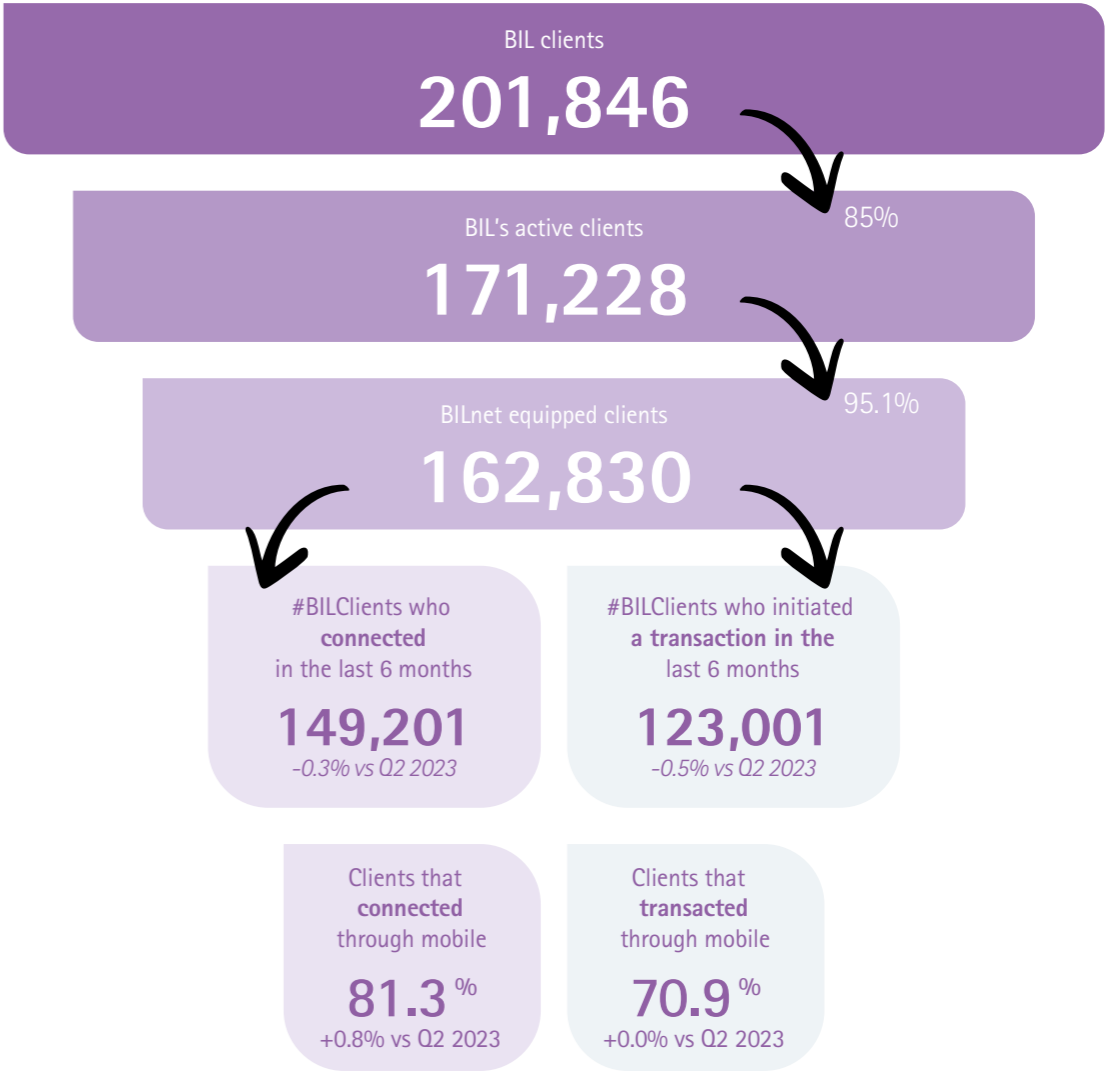 BIL clients
201,846
85%
BIL's active clients
171,228
95.1%
BILnet equipped clients
162,830
#BILClients who
connected
in the last 6 months
149,201
-0.3% vs Q2 2023
#BILClients who initiated
a transaction in the
last 6 months
123,001
-0.5% vs Q2 2023
Clients that
connected
through mobile
81.3 %
+0.8% vs Q2 2023
Clients that
transacted
through mobile
70.9 %
+0.0% vs Q2 2023